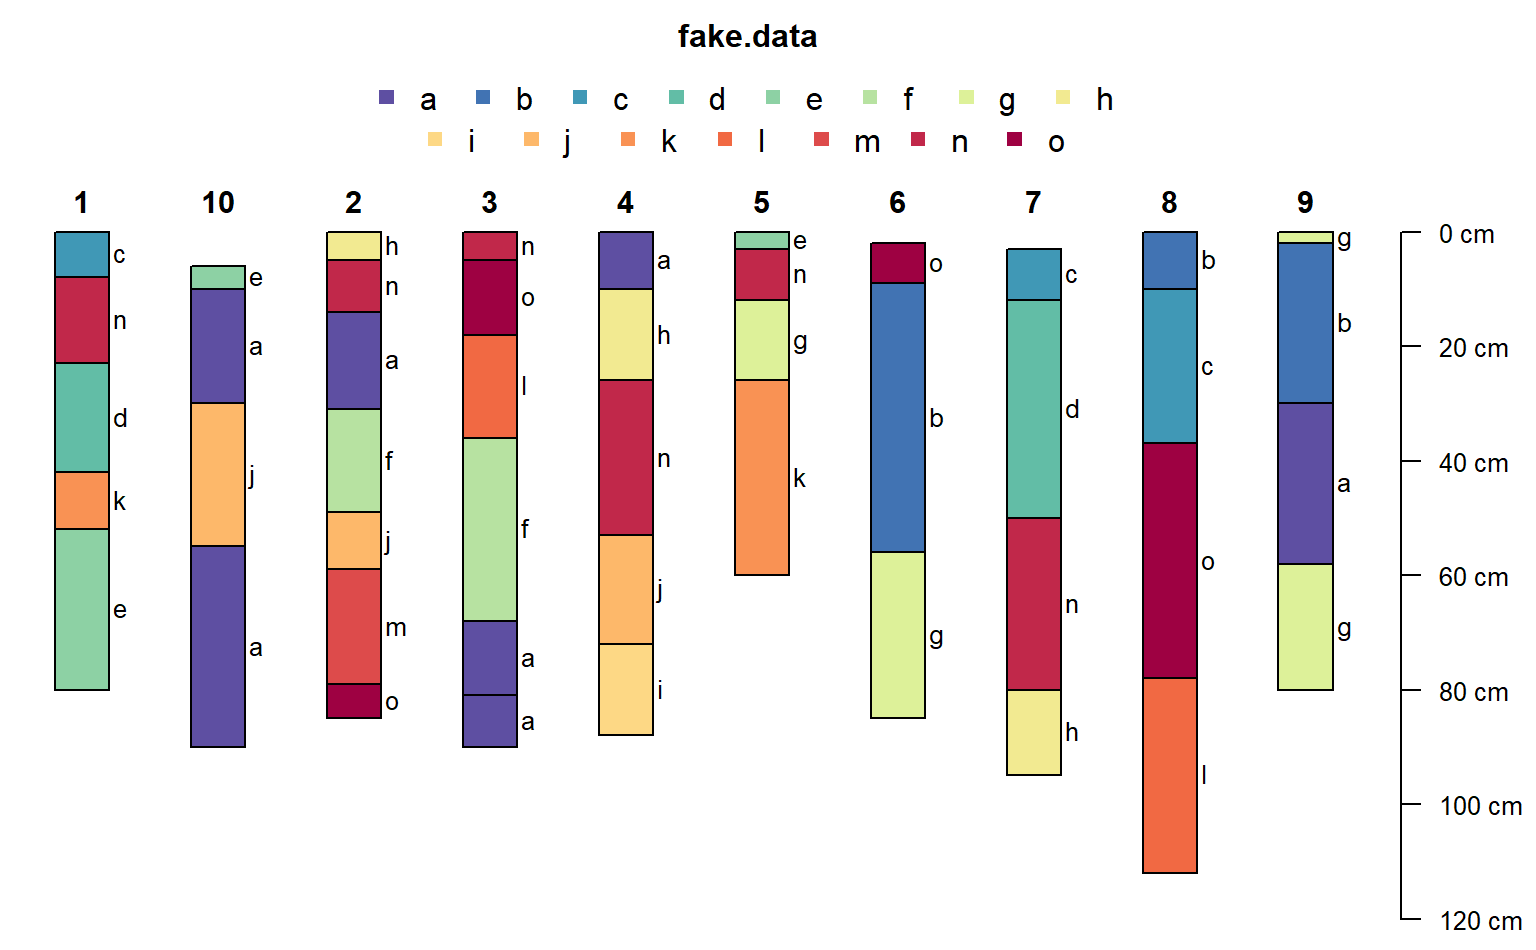 fake.data
a b c d e f g h
i j k l m n o
1 10 2 3 4 5 6 7 8 9
c
n
d
k
e
e
a
j
a
h
n
a
f
j
m
o
n
o
l
f
a
a
a
h
n
j
i
e
n
g
k
o
b
g
c
d
n
h
b
c
o
l
g
b
a
g
0 cm
20 cm
40 cm
60 cm
80 cm
100 cm
120 cm